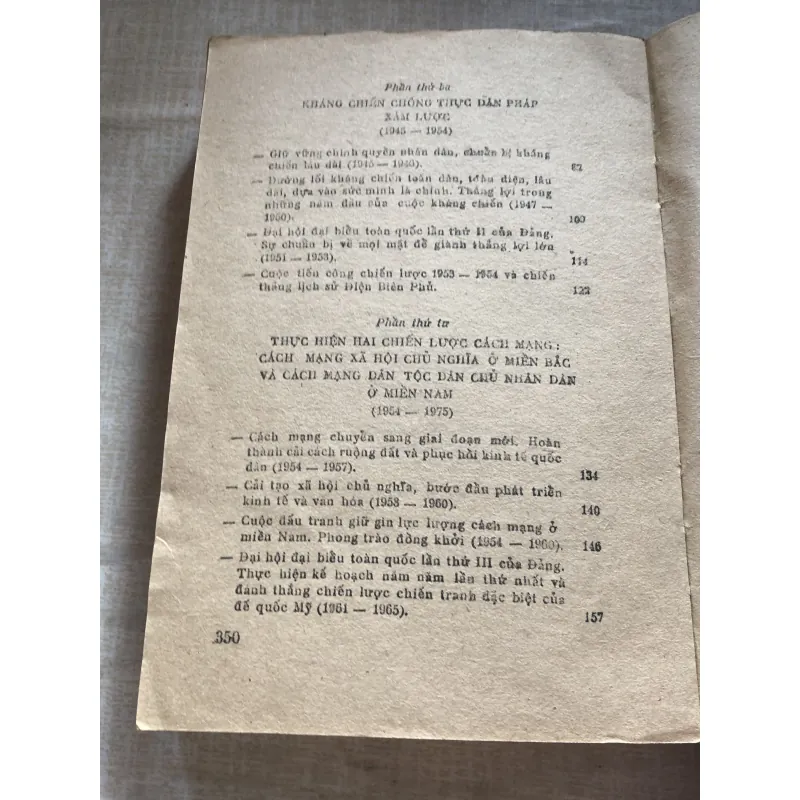 Phần thứ ba
KHÁNG CHIẾN CHỐNG THỰC DÂN PHÁP
XÂM LƯỢC
(1945 — 1954)
— Giữ vững chính quyền nhân dân, chuẩn bị kháng
chiến lâu dài (1945 — 1946). 87
— Đường lối kháng chiến toàn dân, toàn diện, lâu
dài, dựa vào sức mình là chính. Thắng lợi trong
những năm đầu của cuộc kháng chiến (1947 —
1950). 100
— Đại hội đại biểu toàn quốc lần thứ II của Đảng.
Sự chuẩn bị về mọi mặt để giành thắng lợi lớn
(1951 — 1953). 114
— Cuộc tiến công chiến lược 1953 — 1954 và chiến
thắng lịch sử Điện Biên Phủ. 122
Phần thứ tư
THỰC HIỆN HAI CHIẾN LƯỢC CÁCH MẠNG:
CÁCH MẠNG XÃ HỘI CHỦ NGHĨA Ở MIỀN BẮC
VÀ CÁCH MẠNG DÂN TỘC DÂN CHỦ NHÂN DÂN
Ở MIỀN NAM
(1954 — 1975)
— Cách mạng chuyển sang giai đoạn mới. Hoàn
thành cải cách ruộng đất và phục hồi kinh tế quốc
dân (1954 — 1957). 134
— Cải tạo xã hội chủ nghĩa, bước đầu phát triển
kinh tế và văn hóa (1958 — 1960). 140
— Cuộc đấu tranh giữ gìn lực lượng cách mạng ở
miền Nam. Phong trào đồng khởi (1954 — 1960). 146
— Đại hội đại biểu toàn quốc lần thứ III của Đảng.
Thực hiện kế hoạch năm năm lần thứ nhất và
đánh thắng chiến lược chiến tranh đặc biệt của
đế quốc Mỹ (1961 — 1965). 157
350